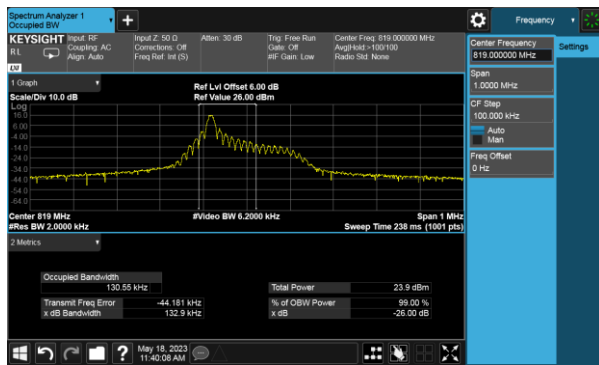 Spectrum Analyzer 1
Occupied BW
+
Frequency
KEYSIGHT Input: RF Input Z: 50 Ω Atten: 30 dB Trig: Free Run Center Freq: 819.000000 MHz
RL Coupling: AC Corrections: Off Gate: Off Avg|Hold:>100/100
Align: Auto Freq Ref: Int (S) #IF Gain: Low Radio Std: None
LXI
Center Frequency
819.000000 MHz
Settings
Span
1.0000 MHz
CF Step
100.000 kHz
Auto
Man
Freq Offset
0 Hz
1 Graph
Ref Lvl Offset 6.00 dB
Scale/Div 10.0 dB Ref Value 26.00 dBm
Log
16.0
6.00
-4.00
-14.0
-24.0
-34.0
-44.0
-54.0
-64.0
Center 819 MHz #Video BW 6.2000 kHz Span 1 MHz
#Res BW 2.0000 kHz Sweep Time 238 ms (1001 pts)
2 Metrics
Occupied Bandwidth
130.55 kHz Total Power 23.9 dBm
Transmit Freq Error -44.181 kHz % of OBW Power 99.00 %
x dB Bandwidth 132.9 kHz x dB -26.00 dB
? May 18, 2023
11:40:08 AM